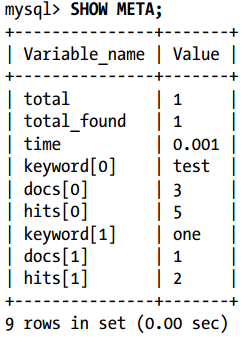 mysql> SHOW META;
+---------------+-------+
| Variable_name | Value |
+---------------+-------+
| total         | 1     |
| total_found   | 1     |
| time          | 0.001 |
| keyword[0]    | test  |
| docs[0]       | 3     |
| hits[0]       | 5     |
| keyword[1]    | one   |
| docs[1]       | 1     |
| hits[1]       | 2     |
+---------------+-------+
9 rows in set (0.00 sec)